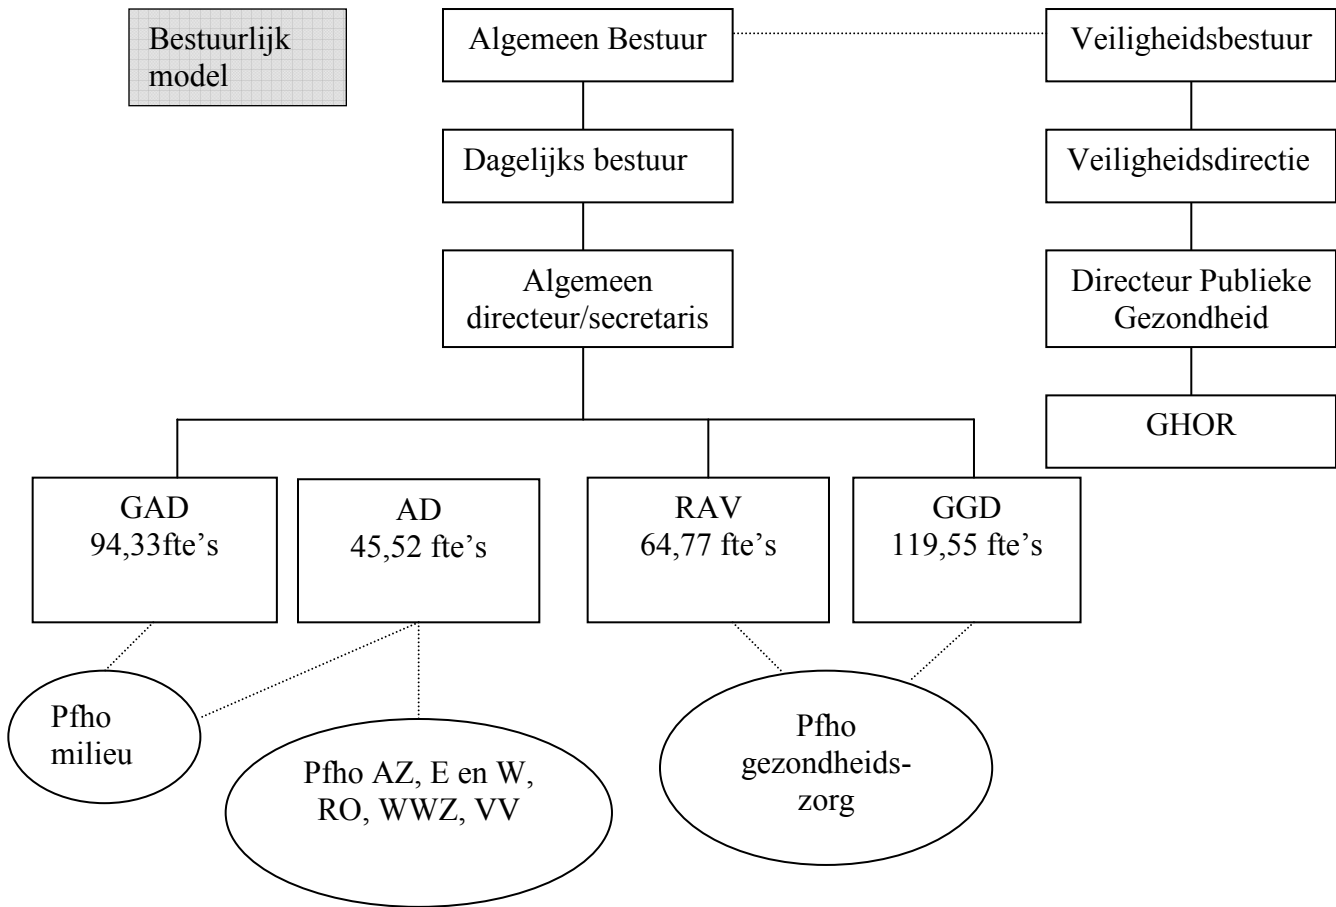 Bestuurlijk
model
Algemeen Bestuur
Veiligheidsbestuur
Dagelijks bestuur
Veiligheidsdirectie
Algemeen
directeur/secretaris
Directeur Publieke
Gezondheid
GHOR
GAD
94,33fte’s
AD
45,52 fte’s
RAV
64,77 fte’s
GGD
119,55 fte’s
Pfho
milieu
Pfho AZ, E en W,
RO, WWZ, VV
Pfho
gezondheids-
zorg